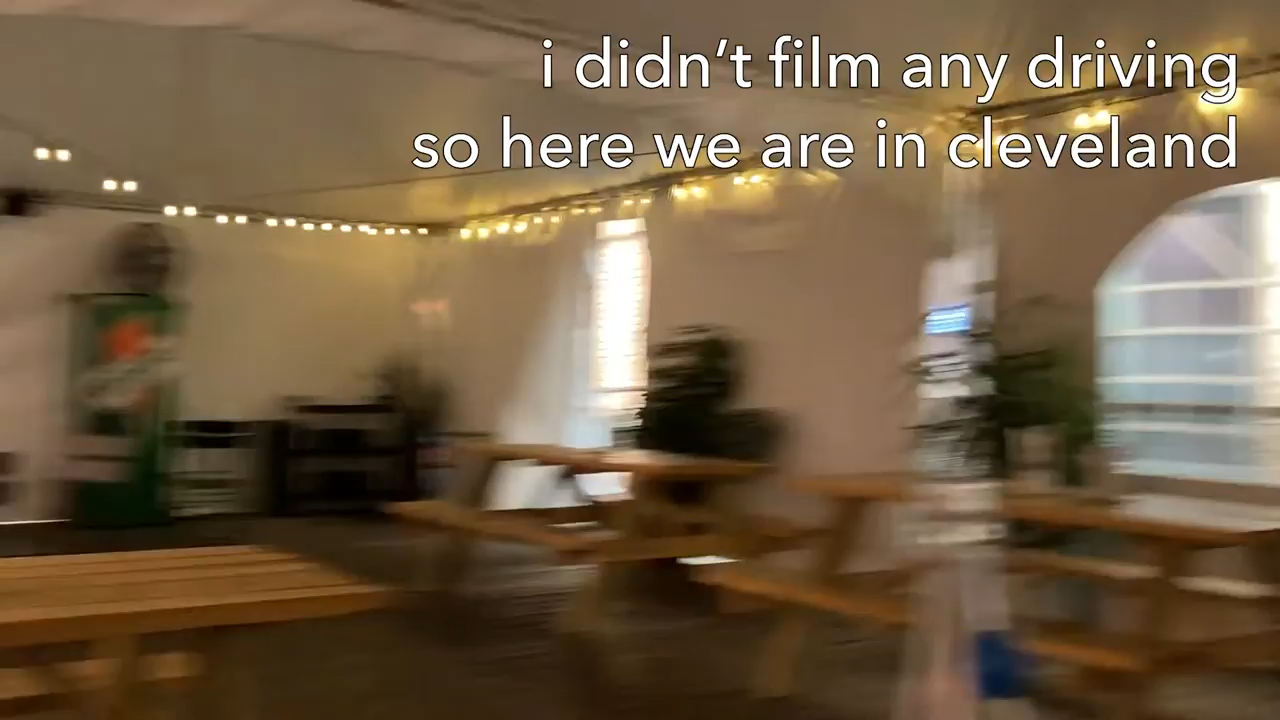 i didn’t film any driving
so here we are in cleveland